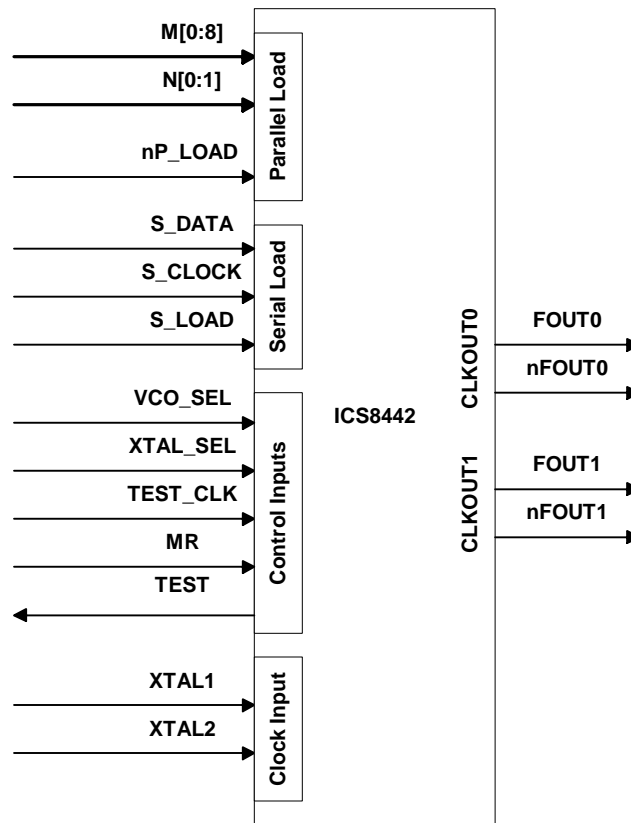 M[0:8]
N[0:1]
nP_LOAD
Parallel Load
S_DATA
S_CLOCK
S_LOAD
Serial Load
VCO_SEL
XTAL_SEL
TEST_CLK
MR
TEST
Control Inputs
XTAL1
XTAL2
Clock Input
ICS8442
CLKOUT0
FOUT0
nFOUT0
CLKOUT1
FOUT1
nFOUT1